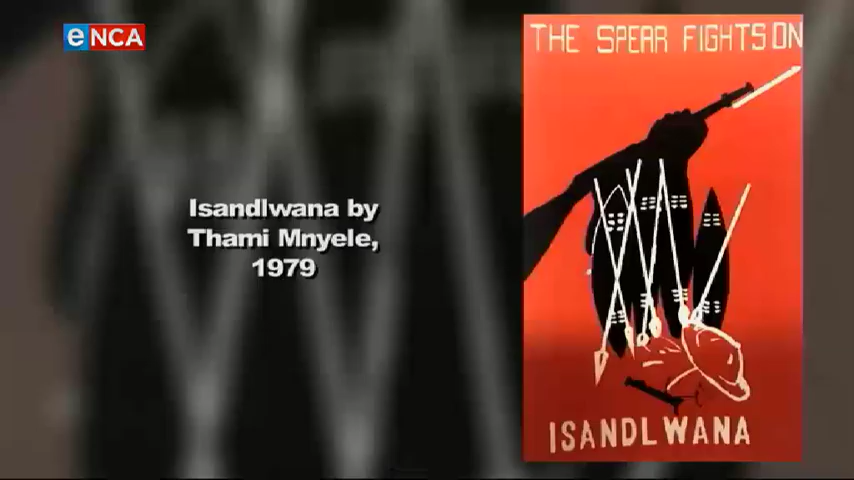 eNCA
THE SPEAR FIGHTS ON
Isandlwana by
Thami Mnyele,
1979
ISANDLWANA